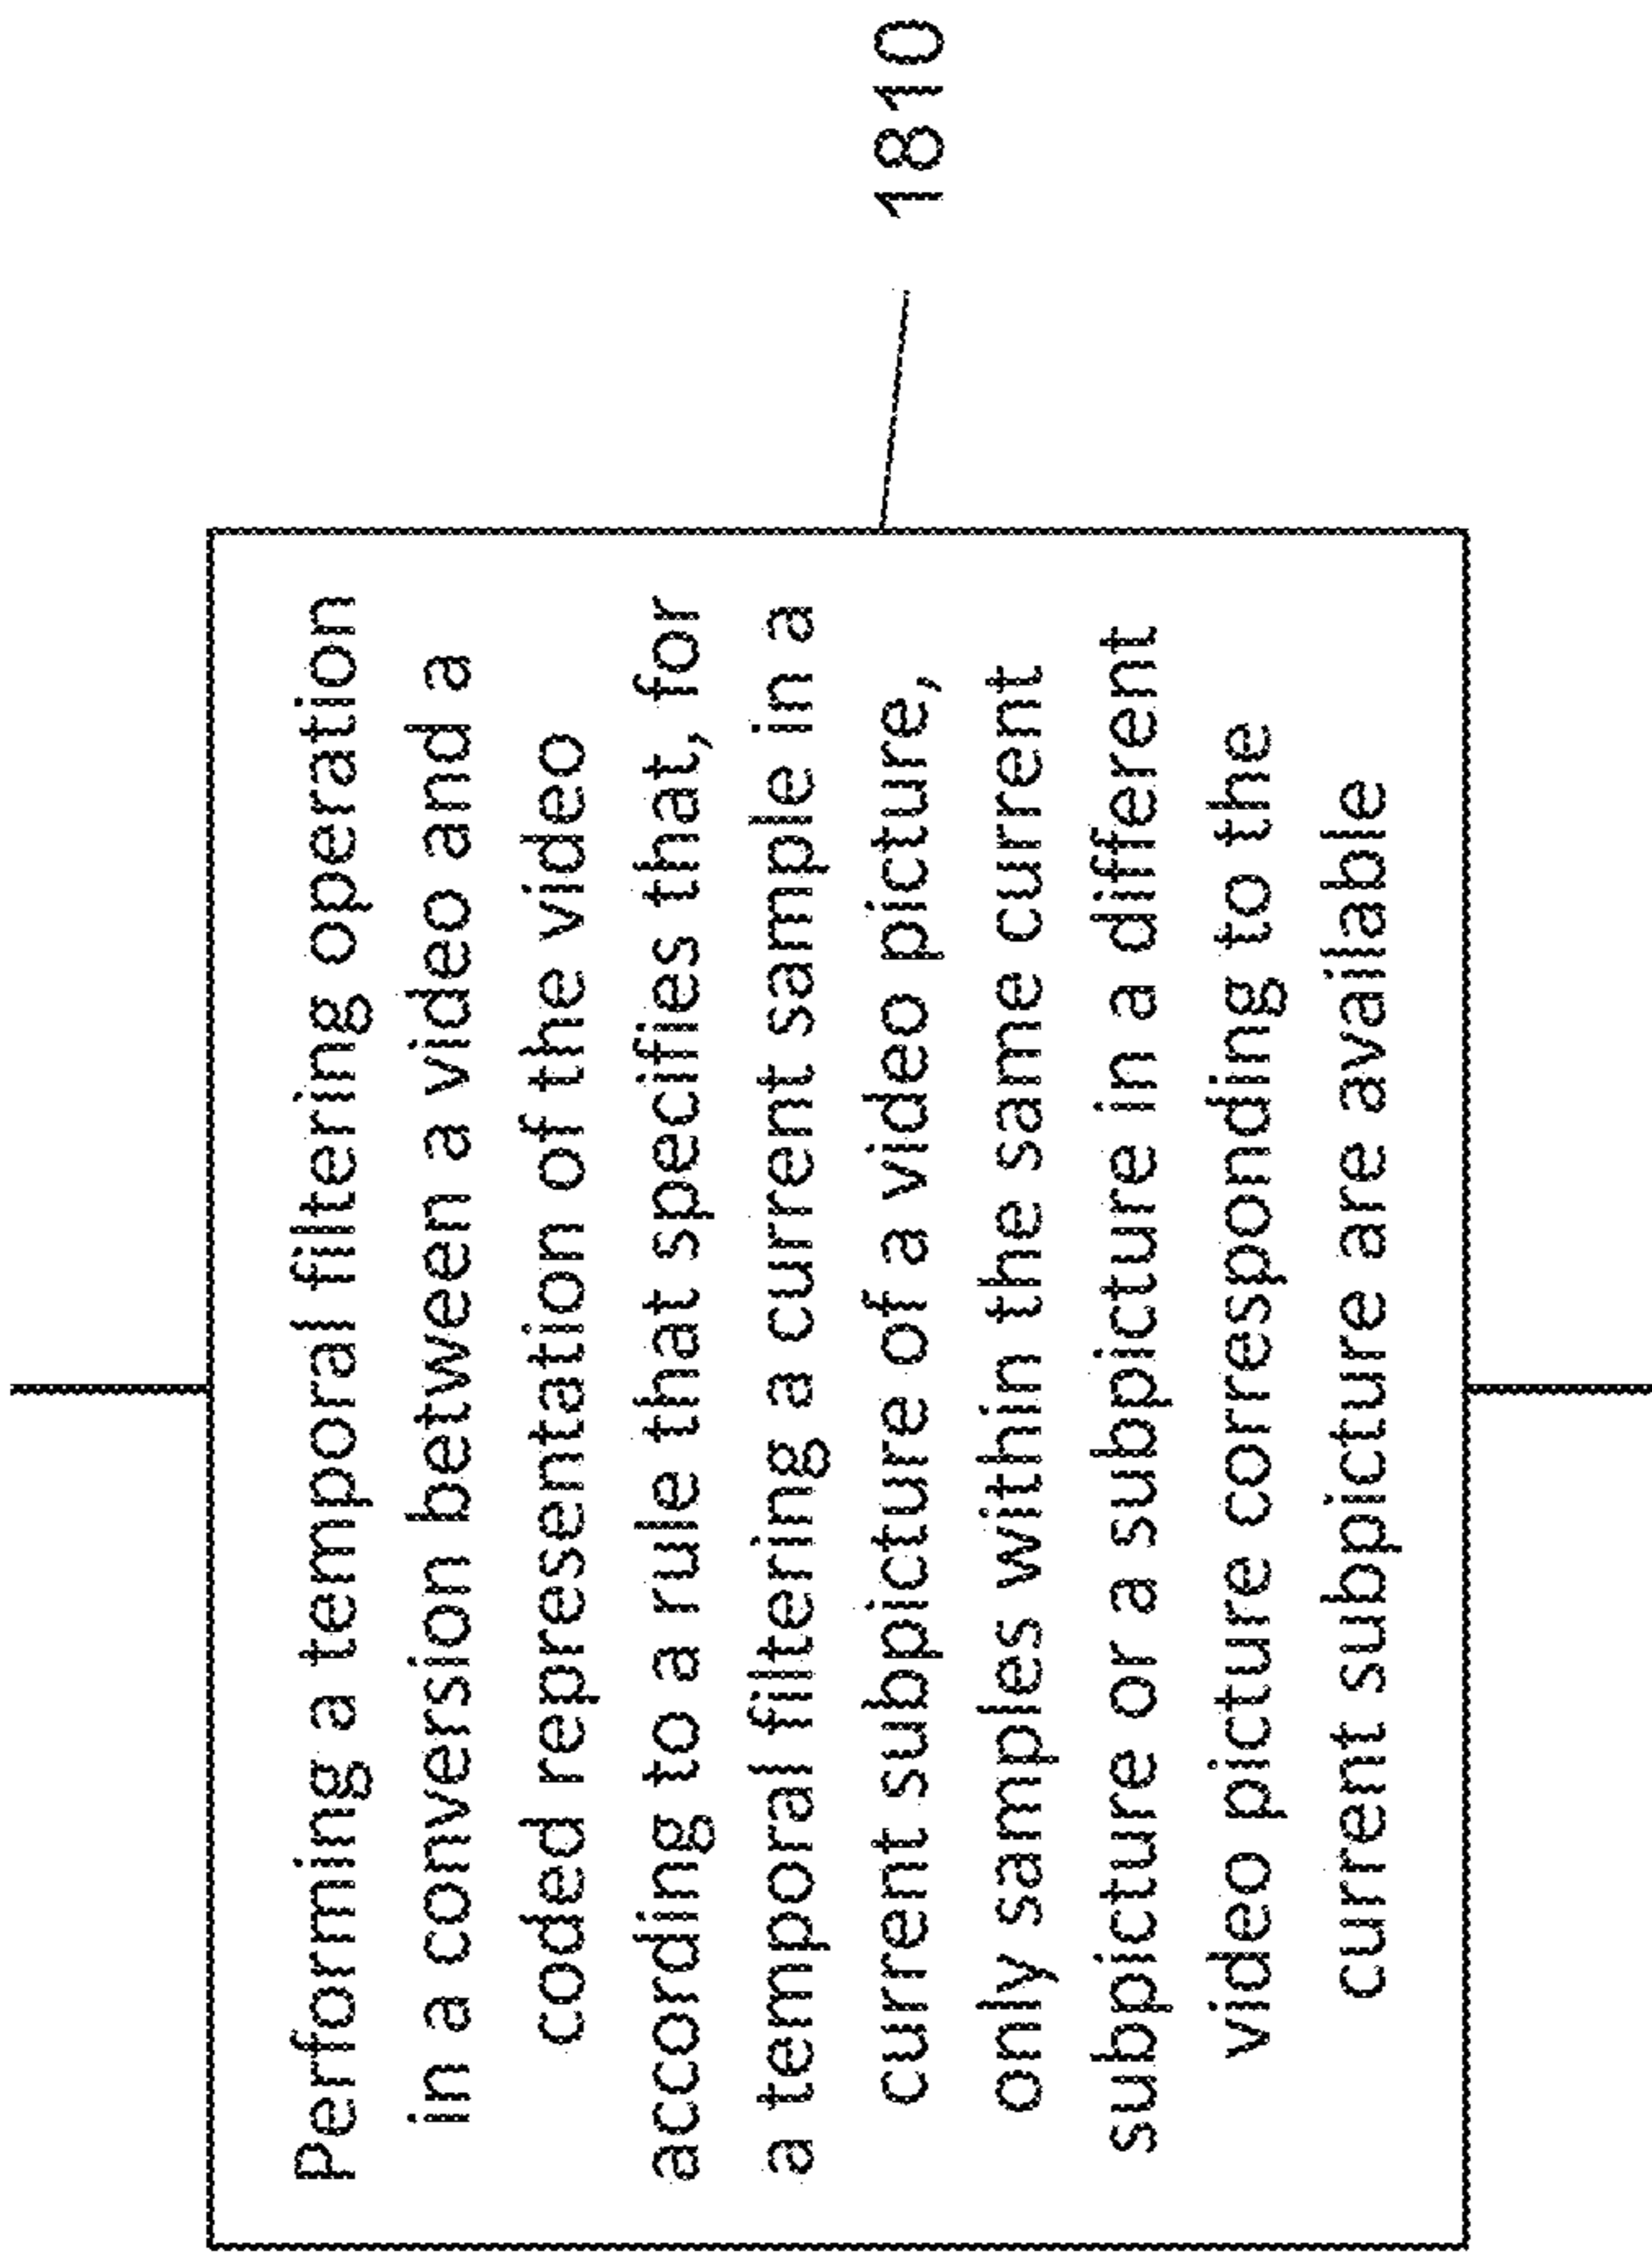 Performing a temporal filtering operation
in a conversion between a video and a
coded representation of the video
according to a rule that specifies that, for
a temporal filtering a current sample in a
current subpicture of a video picture,
only samples within the same current
subpicture or a subpicture in a different
video picture corresponding to the
current subpicture are available
1810